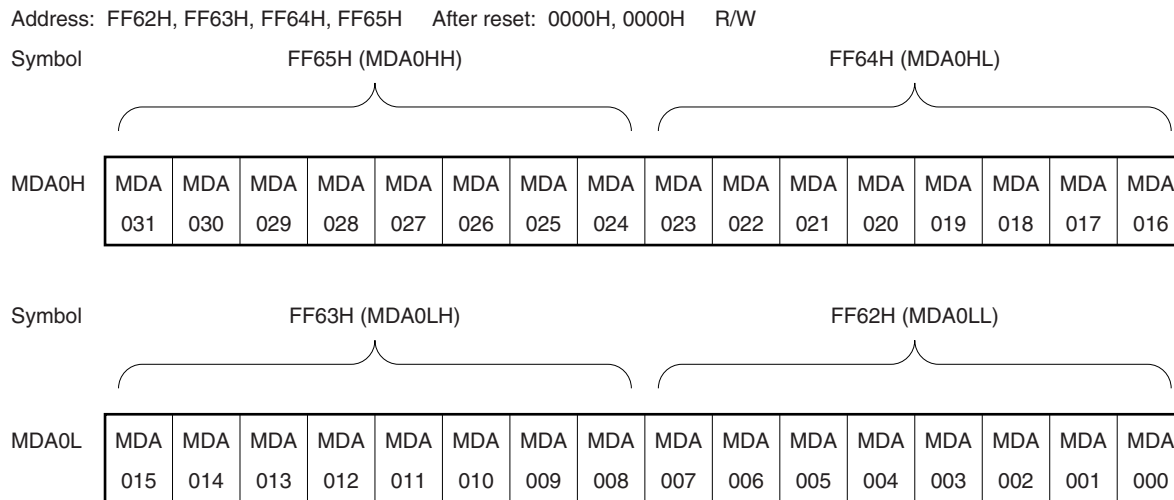 Address: FF62H, FF63H, FF64H, FF65H After reset: 0000H, 0000H R/W
Symbol FF65H (MDA0HH) FF64H (MDA0HL)
MDA0H MDA MDA MDA MDA MDA MDA MDA MDA MDA MDA MDA MDA MDA MDA MDA MDA
031 030 029 028 027 026 025 024 023 022 021 020 019 018 017 016
Symbol FF63H (MDA0LH) FF62H (MDA0LL)
MDA0L MDA MDA MDA MDA MDA MDA MDA MDA MDA MDA MDA MDA MDA MDA MDA MDA
015 014 013 012 011 010 009 008 007 006 005 004 003 002 001 000